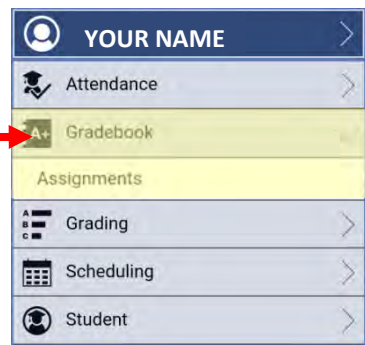 YOUR NAME
Attendance
A+ Gradebook
Assignments
A B C Grading
Scheduling
Student